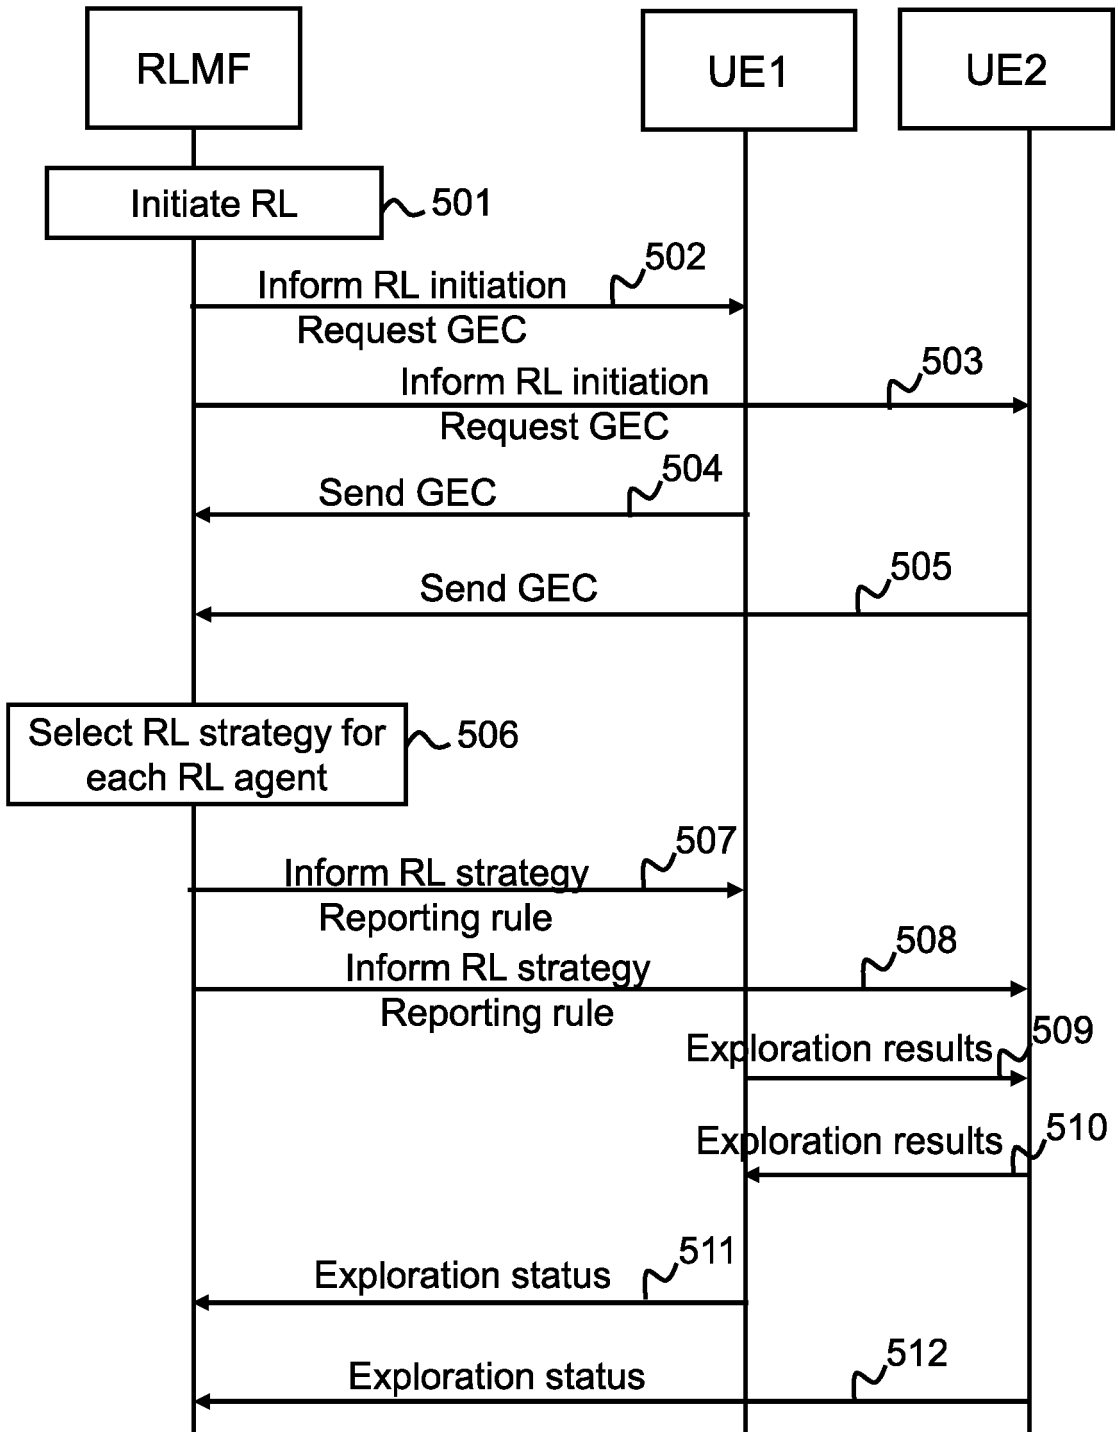 RLMF
UE1
UE2
Initiate RL
501
502
Inform RL initiation
Request GEC
503
Inform RL initiation
Request GEC
504
Send GEC
505
Send GEC
Select RL strategy for
each RL agent
506
507
Inform RL strategy
Reporting rule
508
Inform RL strategy
Reporting rule
509
Exploration results
510
Exploration results
511
Exploration status
512
Exploration status